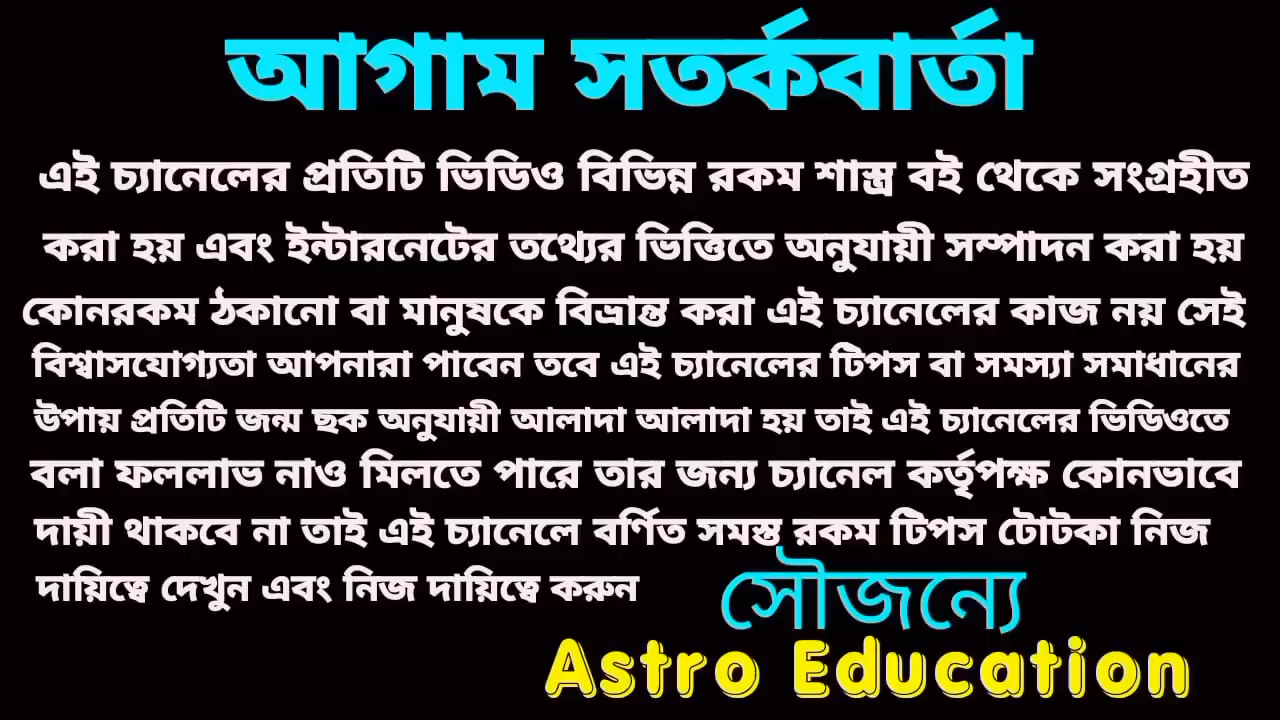 আগাম সতর্কবার্তা
এই চ্যানেলের প্রতিটি ভিডিও বিভিন্ন রকম শাস্ত্র বই থেকে সংগ্রহীত
করা হয় এবং ইন্টারনেটের তথ্যের ভিত্তিতে অনুযায়ী সম্পাদন করা হয়
কোনরকম ঠকানো বা মানুষকে বিভ্রান্ত করা এই চ্যানেলের কাজ নয় সেই
বিশ্বাসযোগ্যতা আপনারা পাবেন তবে এই চ্যানেলের টিপস বা সমস্যা সমাধানের
উপায় প্রতিটি জন্ম ছক অনুযায়ী আলাদা আলাদা হয় তাই এই চ্যানেলের ভিডিওতে
বলা ফললাভ নাও মিলতে পারে তার জন্য চ্যানেল কর্তৃপক্ষ কোনভাবে
দায়ী থাকবে না তাই এই চ্যানেলে বর্ণিত সমস্ত রকম টিপস টোটকা নিজ
দায়িত্বে দেখুন এবং নিজ দায়িত্বে করুন
সৌজন্যে
Astro Education